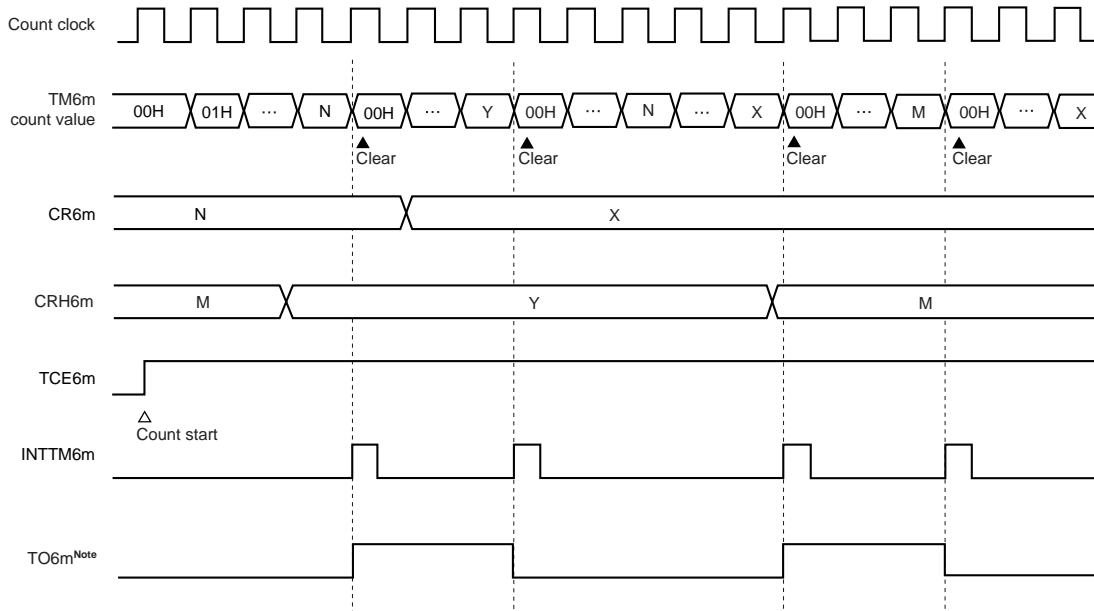 Count clock
TM6m
count value
00H 01H ... N 00H ... Y 00H ... N ... X 00H ... M 00H ... X
Clear Clear Clear Clear
CR6m N X
CRH6m M Y M
TCE6m
Count start
INTTM6m
TO6mNote